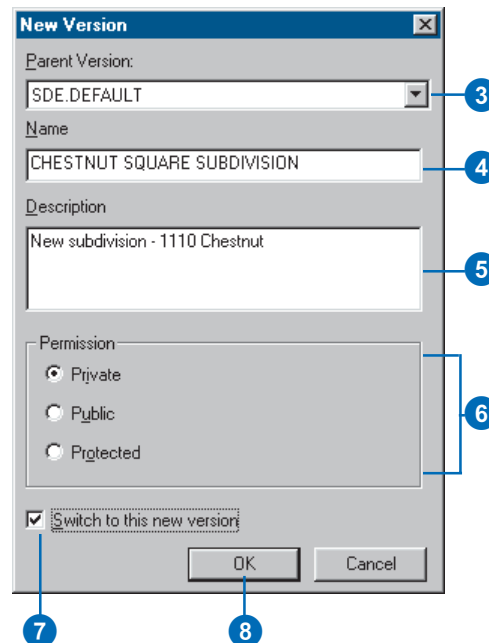 New Version
Parent Version:
SDE.DEFAULT
3
Name
CHESTNUT SQUARE SUBDIVISION
4
Description
New subdivision - 1110 Chestnut
5
Permission
Private
Public
Protected
6
Switch to this new version
OK
Cancel
7
8